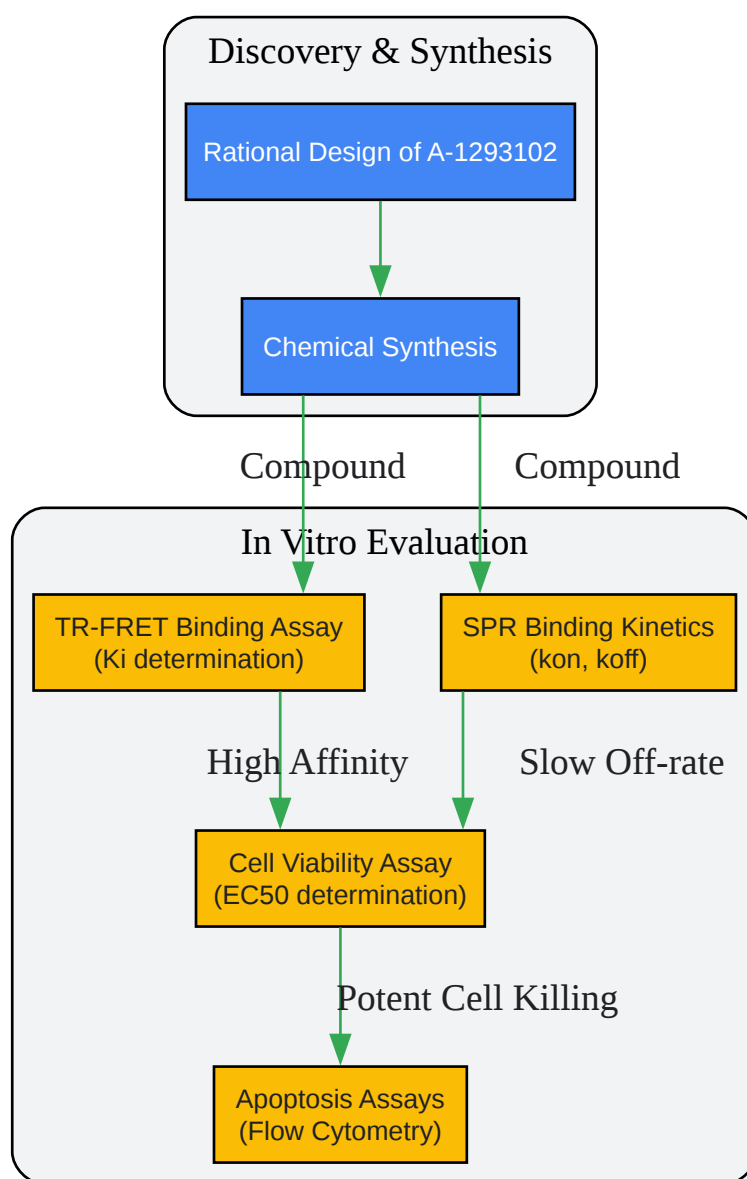 Discovery & Synthesis
Rational Design of A-1293102
Chemical Synthesis
Compound
Compound
In Vitro Evaluation
TR-FRET Binding Assay
(Ki determination)
SPR Binding Kinetics
(kon, koff)
High Affinity
Slow Off-rate
Cell Viability Assay
(EC50 determination)
Potent Cell Killing
Apoptosis Assays
(Flow Cytometry)